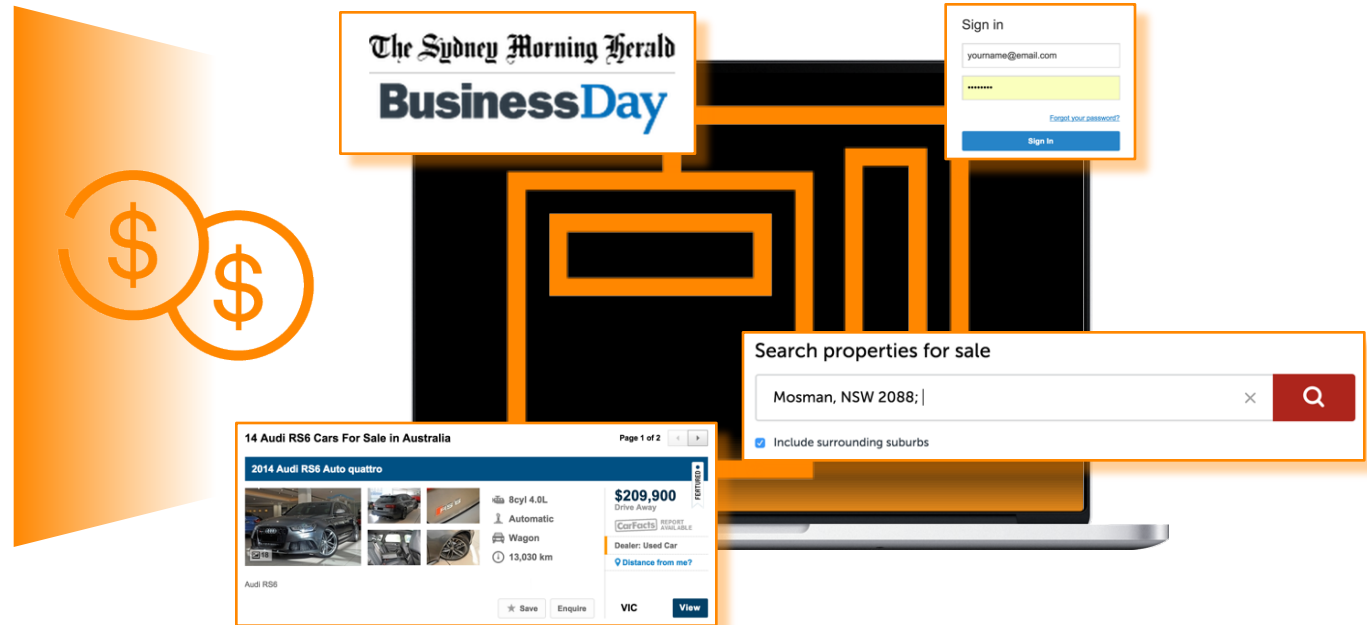 The Sydney Morning Herald
BusinessDay
Sign in
yourname@email.com
••••••••
Forgot your password?
Sign In
$
$
Search properties for sale
Mosman, NSW 2088;
Include surrounding suburbs
14 Audi RS6 Cars For Sale in Australia
Page 1 of 2
2014 Audi RS6 Auto quattro
FEATURED
8cyl 4.0L
Automatic
Wagon
13,030 km
$209,900
Drive Away
CarFacts REPORT AVAILABLE
Dealer: Used Car
Distance from me?
18
Audi RS6
Save
Enquire
VIC
View